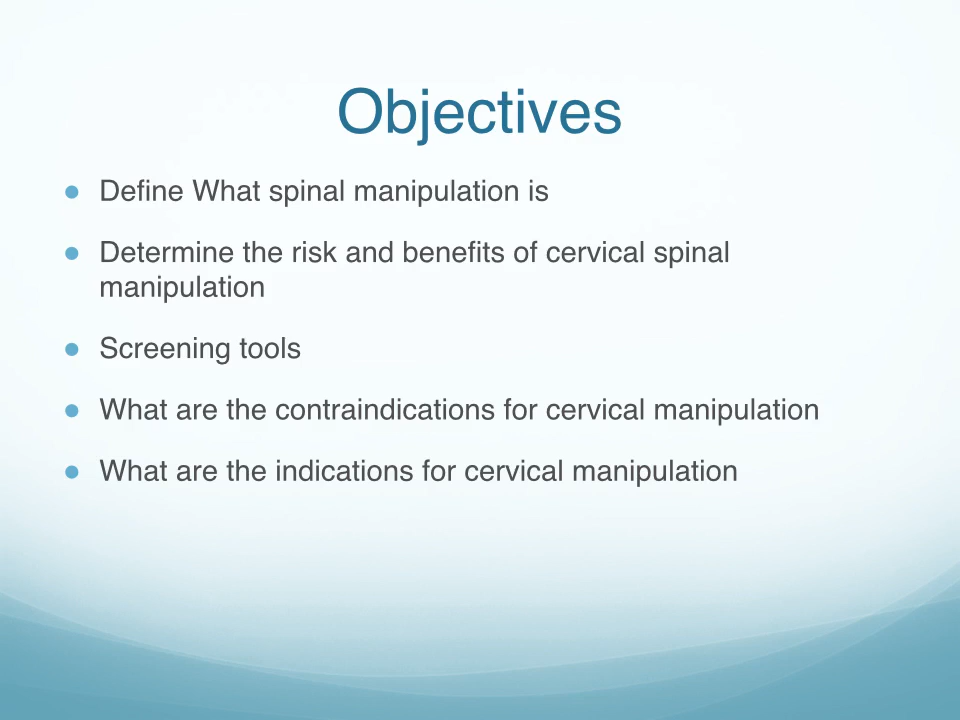 Objectives
Define What spinal manipulation is
Determine the risk and benefits of cervical spinal
manipulation
Screening tools
What are the contraindications for cervical manipulation
What are the indications for cervical manipulation